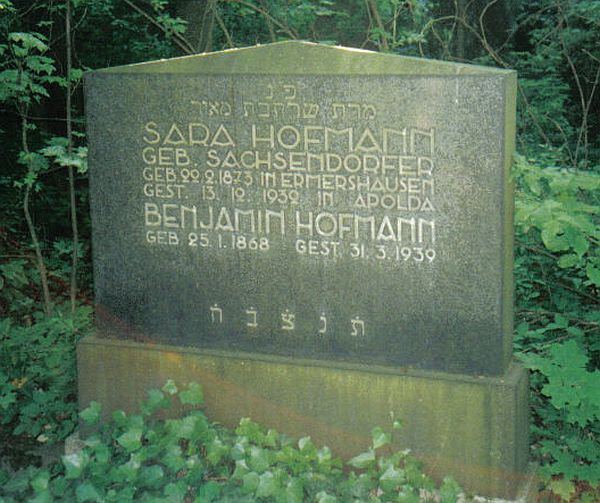 פ נ
מרת שרה בת מאיר
SARA HOFMANN
GEB. SACHSENDORFER
GEB. 22. 2. 1873 IN ERMERSHAUSEN
GEST. 13. 12. 1932 IN APOLDA
BENJAMIN HOFMANN
GEB 25. 1. 1868 GEST. 31. 3. 1939
ת נ צ ב ה